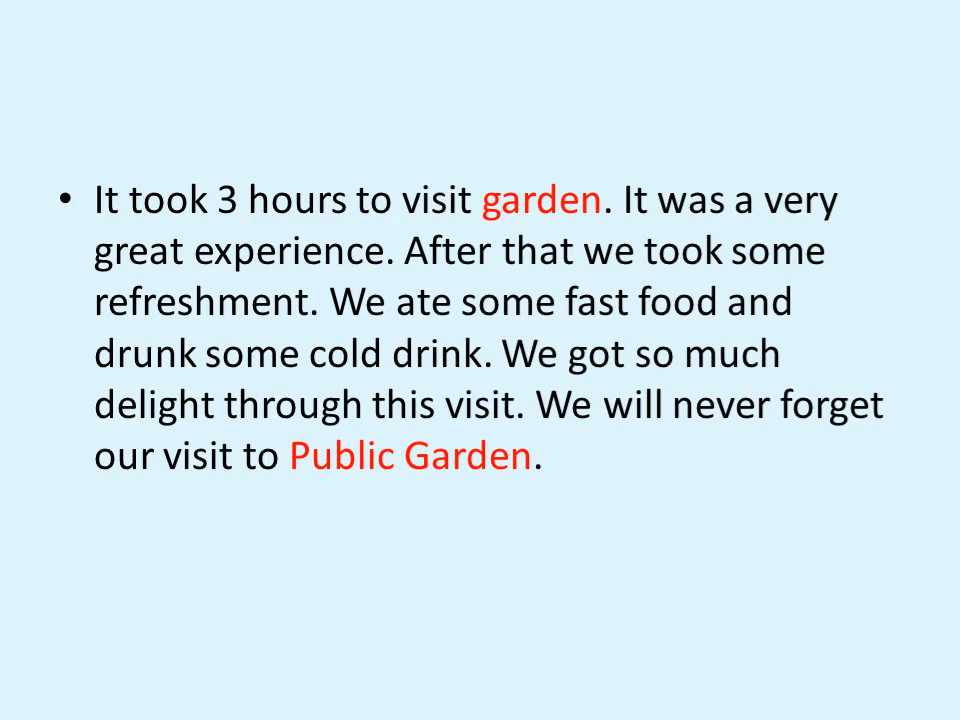 • It took 3 hours to visit garden. It was a very
great experience. After that we took some
refreshment. We ate some fast food and
drunk some cold drink. We got so much
delight through this visit. We will never forget
our visit to Public Garden.